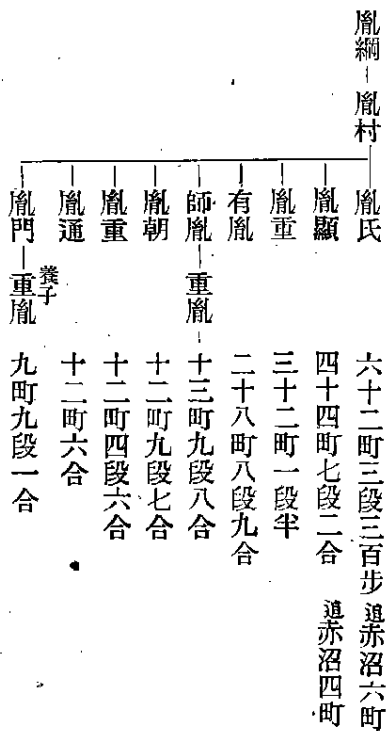 胤綱―胤村
胤氏 六十二町三段三百步 追赤沼六町
胤顯 四十四町七段二合 追赤沼四町
胤重 三十二町一段半
有胤 二十八町八段九合
師胤―重胤 十三町九段八合
胤朝 十二町九段七合
胤重 十二町四段六合
胤通 十二町六合
胤門―重胤 九町九段一合
養子